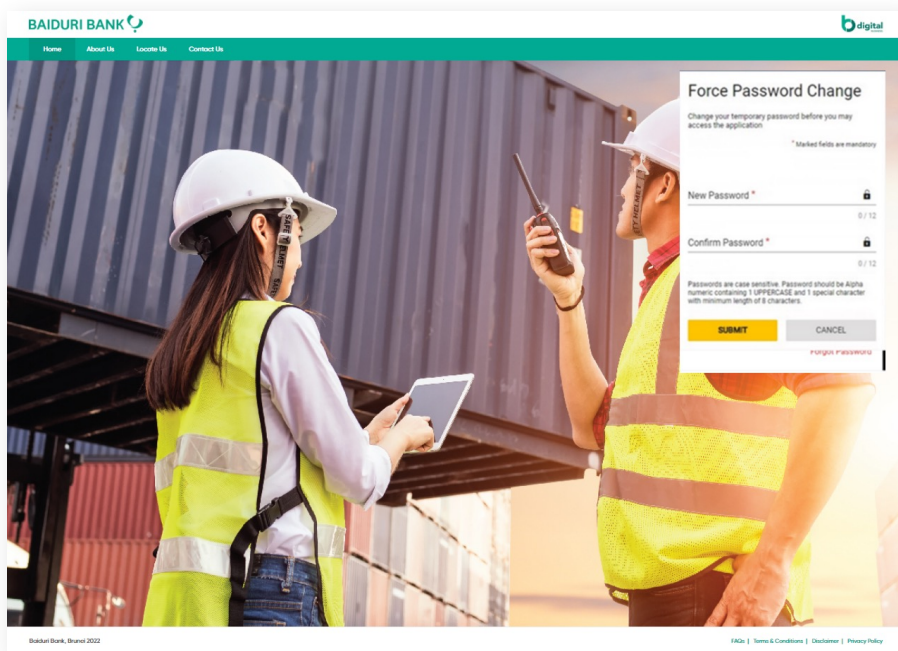 BAIDURI BANK
digital
Home About Us Locate Us Contact Us
Force Password Change
Change your temporary password before you may
access the application
* Marked fields are mandatory
New Password *
0 / 12
Confirm Password *
0 / 12
Passwords are case sensitive. Password should be Alpha
numeric containing 1 UPPERCASE and 1 special character
with minimum length of 8 characters.
SUBMIT CANCEL
Forgot Password
Baiduri Bank, Brunei 2022
FAQs | Terms & Conditions | Disclaimer | Privacy Policy